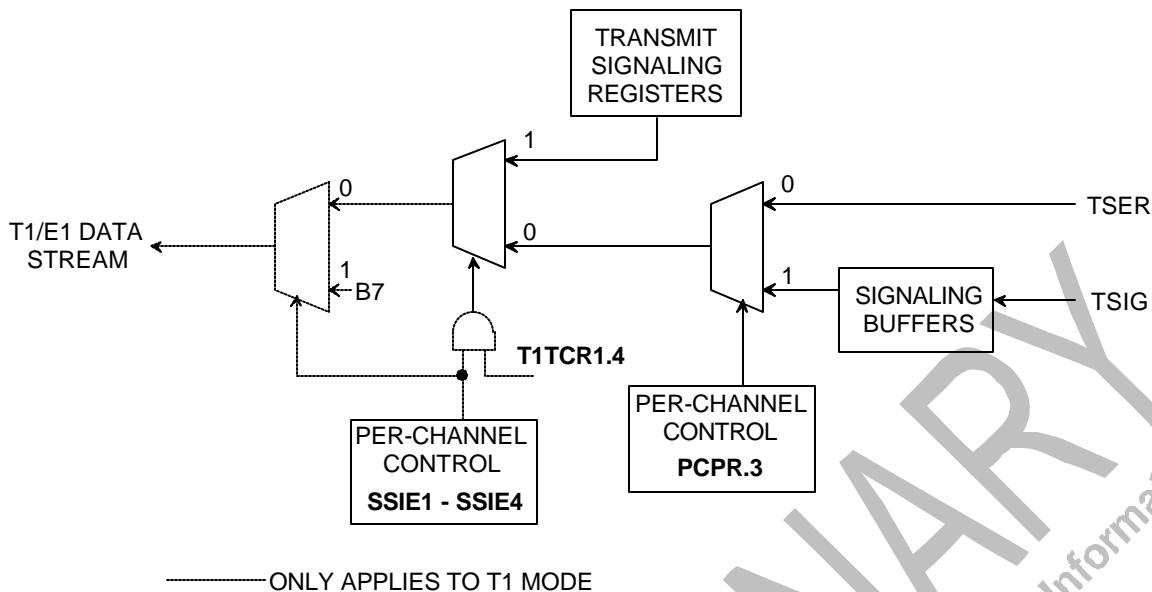 TRANSMIT
SIGNALING
REGISTERS
1
0
0
0
TSER
T1/E1 DATA
STREAM
1
B7
1
SIGNALING
BUFFERS
TSIG
T1TCR1.4
PER-CHANNEL
CONTROL
SSIE1 - SSIE4
PER-CHANNEL
CONTROL
PCPR.3
ONLY APPLIES TO T1 MODE
NARY